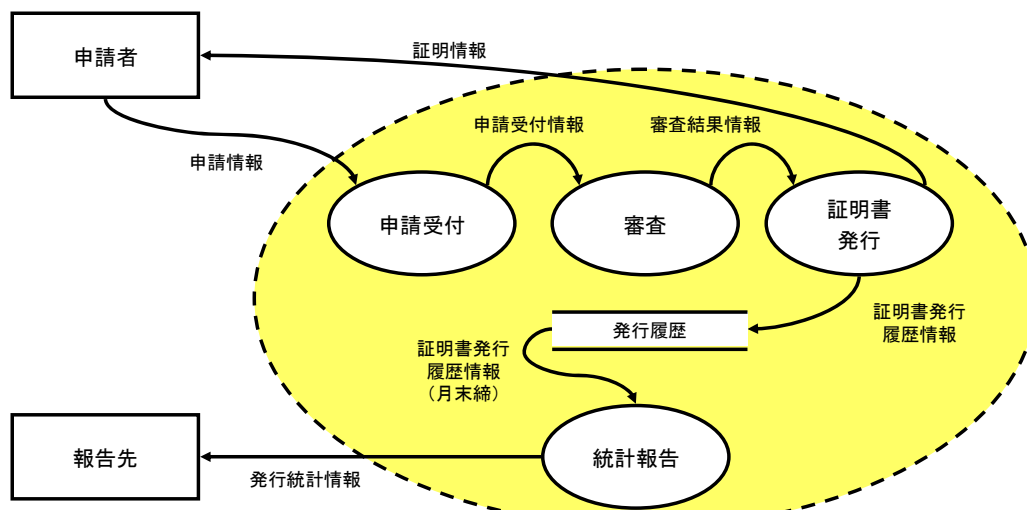 申請者
証明情報
申請受付情報
審査結果情報
申請情報
申請受付
審査
証明書
発行
証明書発行
履歴情報
発行履歴
証明書発行
履歴情報
（月末締）
報告先
統計報告
発行統計情報